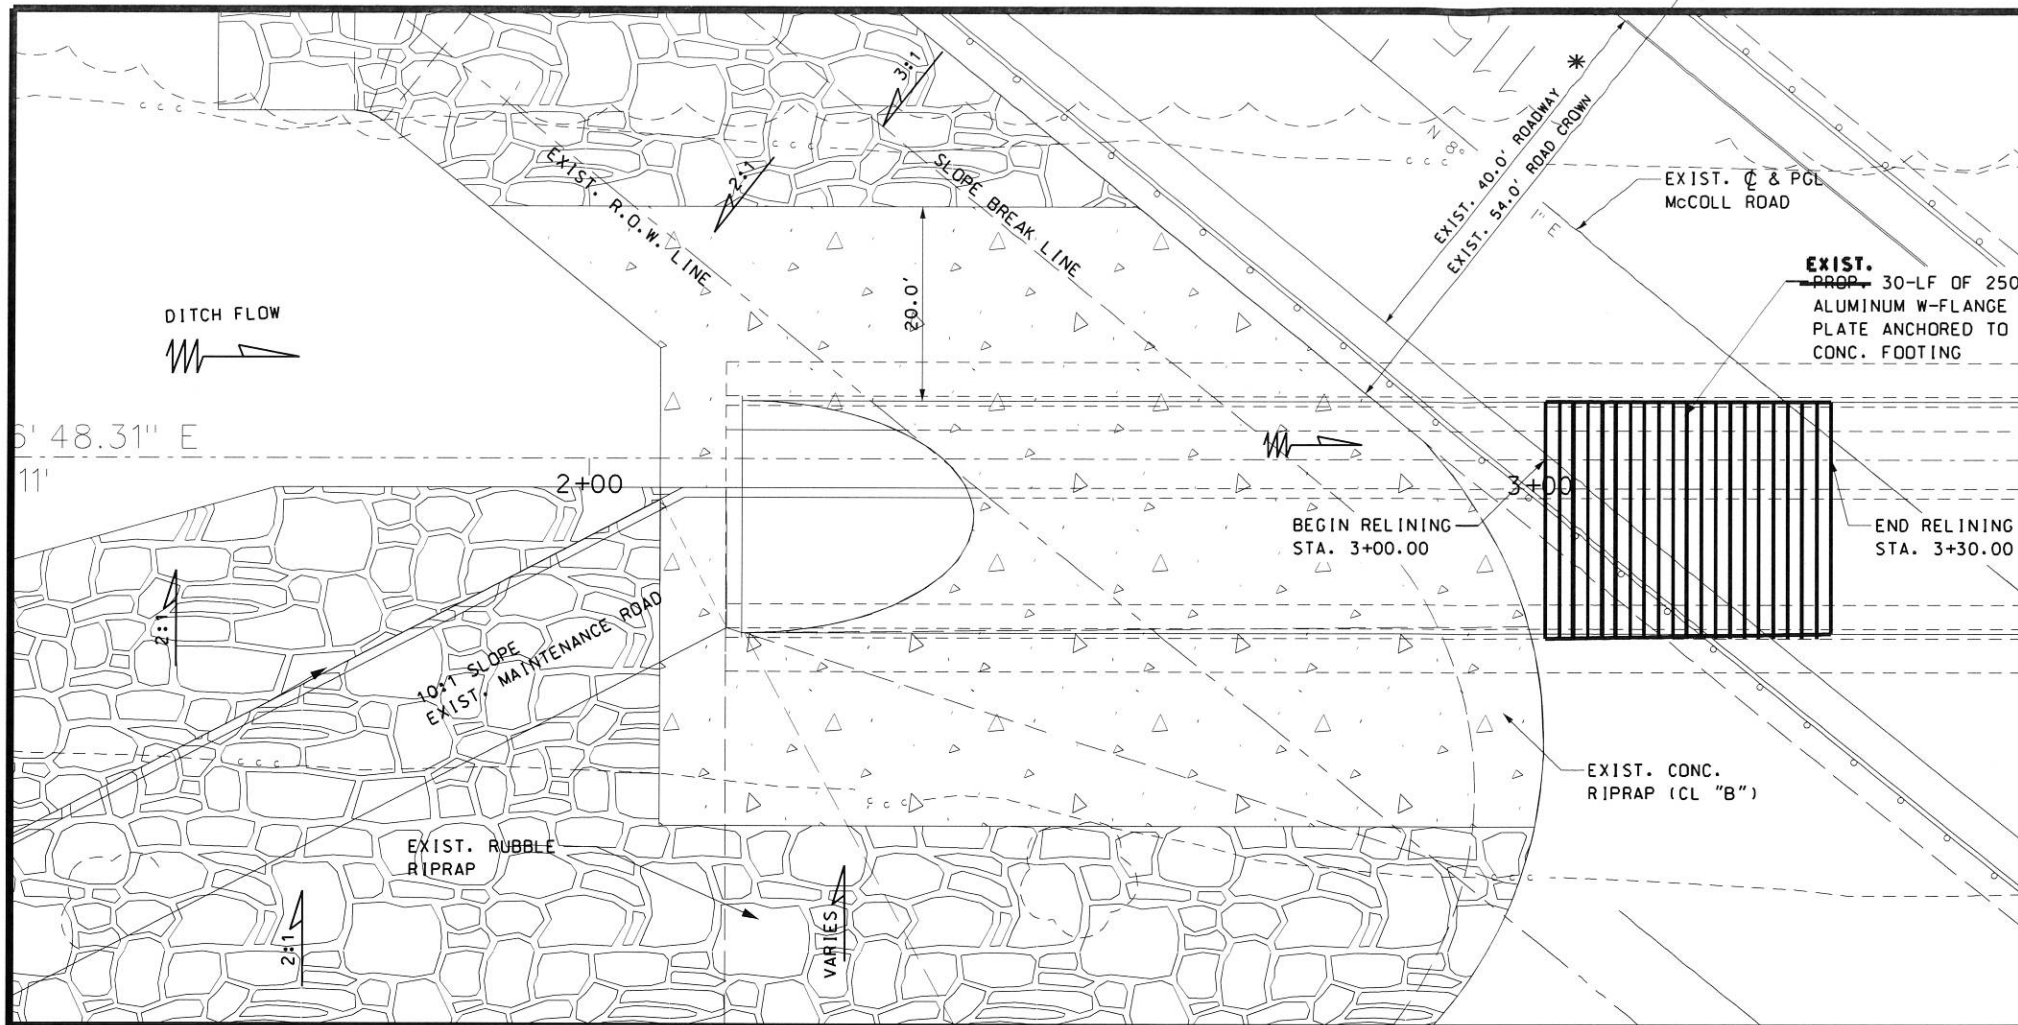 3:1
EXIST. 40.0' ROADWAY *
EXIST. 54.0' ROAD CROWN
N 8°
1" E
EXIST. ℄ & PGL
McCOLL ROAD
EXIST. R.O.W. LINE
2:1
SLOPE BREAK LINE
EXIST.
PROP. 30-LF OF 250
ALUMINUM W-FLANGE
PLATE ANCHORED TO
CONC. FOOTING
20.0'
DITCH FLOW
6' 48.31" E
11'
2+00
3+00
BEGIN RELINING
STA. 3+00.00
END RELINING
STA. 3+30.00
2:1
10:1 SLOPE
EXIST. MAINTENANCE ROAD
EXIST. CONC.
RIPRAP (CL "B")
EXIST. RUBBLE
RIPRAP
2:1
VARIES